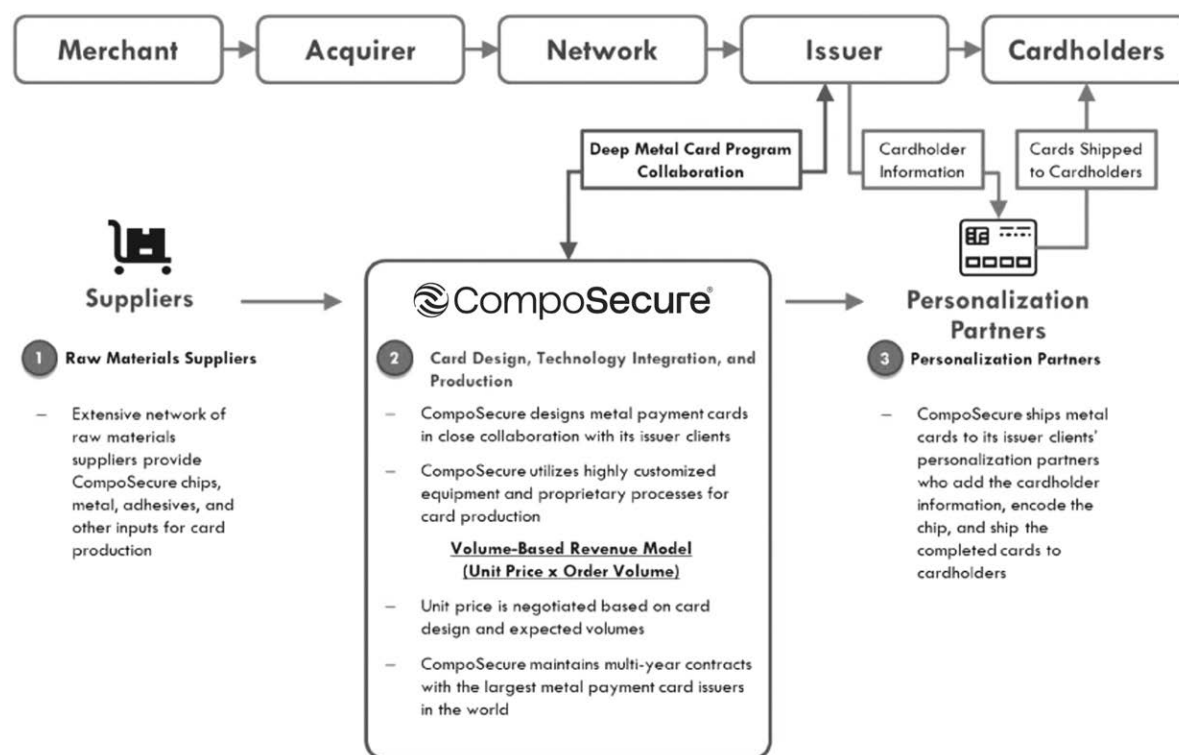 Merchant
Acquirer
Network
Issuer
Cardholders
Deep Metal Card Program
Collaboration
Cardholder
Information
Cards Shipped
to Cardholders
Suppliers
CompoSecure®
Personalization
Partners
1 Raw Materials Suppliers
– Extensive network of
raw materials
suppliers provide
CompoSecure chips,
metal, adhesives, and
other inputs for card
production
2 Card Design, Technology Integration, and
Production
– CompoSecure designs metal payment cards
in close collaboration with its issuer clients
– CompoSecure utilizes highly customized
equipment and proprietary processes for
card production
Volume-Based Revenue Model
(Unit Price x Order Volume)
– Unit price is negotiated based on card
design and expected volumes
– CompoSecure maintains multi-year contracts
with the largest metal payment card issuers
in the world
3 Personalization Partners
– CompoSecure ships metal
cards to its issuer clients'
personalization partners
who add the cardholder
information, encode the
chip, and ship the
completed cards to
cardholders